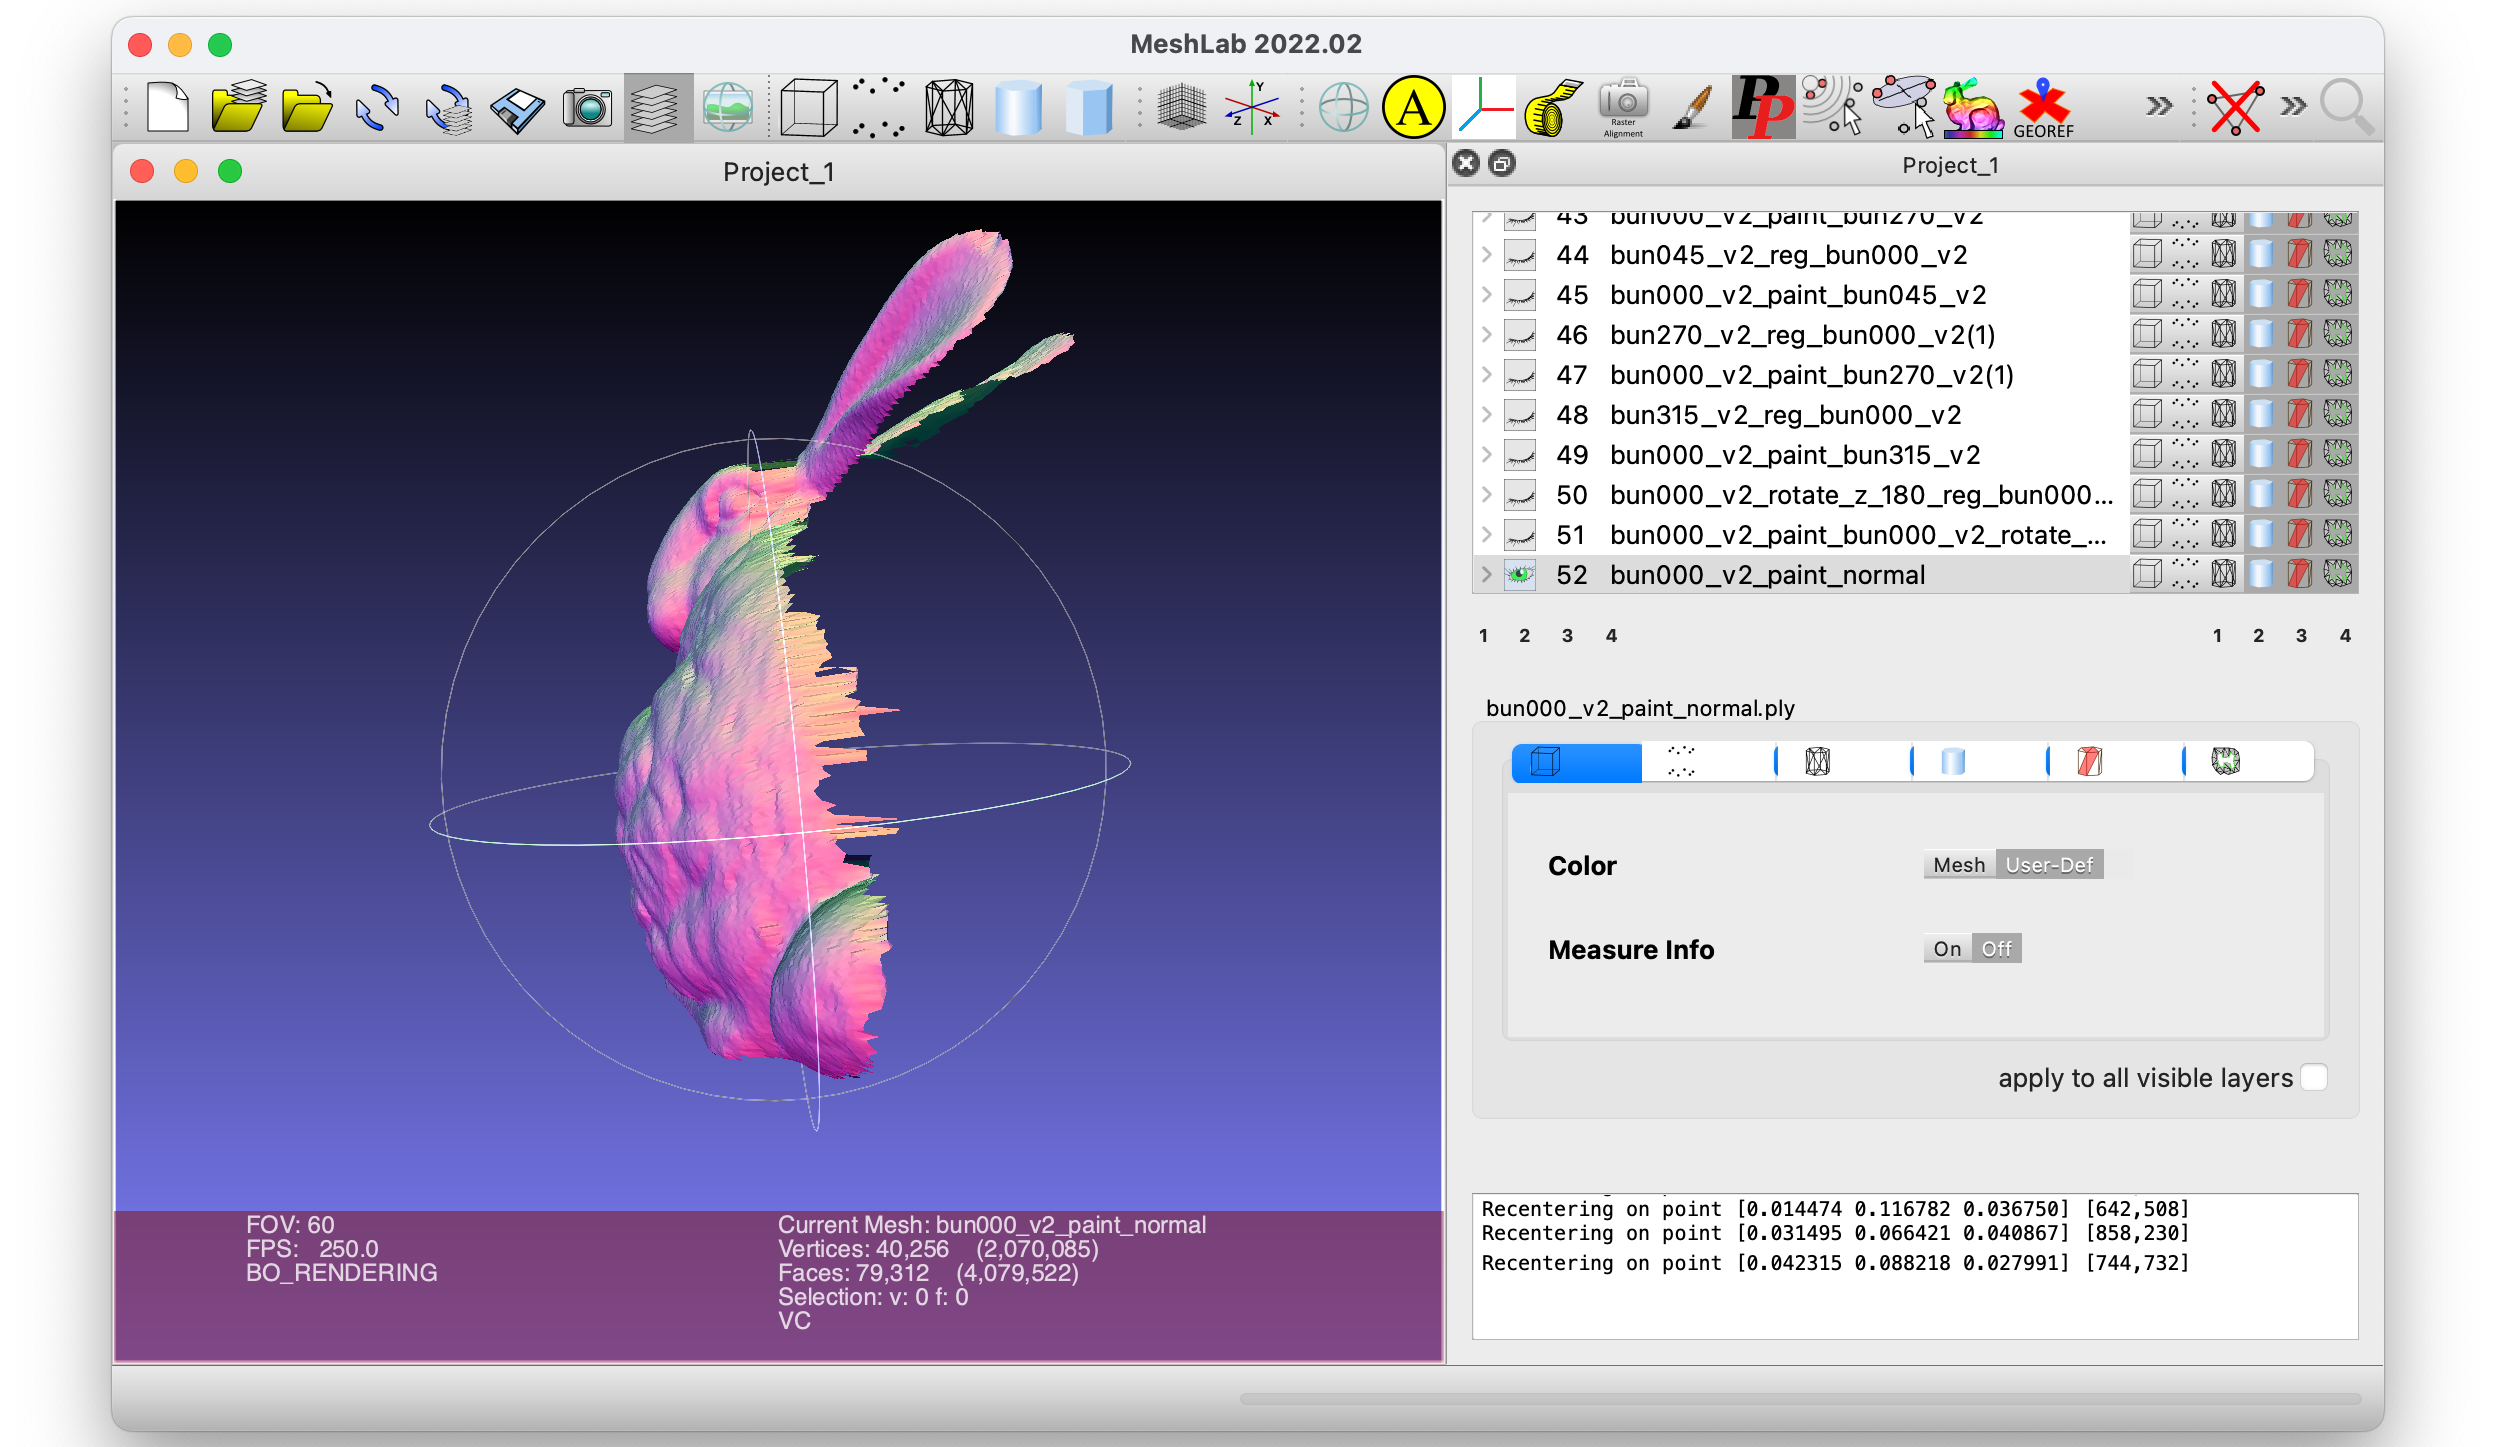 MeshLab 2022.02
A
Y
Z X
Raster
Alignment
PP
GEOREF
Project_1
Project_1
43 bun000_v2_paint_bun270_v2
44 bun045_v2_reg_bun000_v2
45 bun000_v2_paint_bun045_v2
46 bun270_v2_reg_bun000_v2(1)
47 bun000_v2_paint_bun270_v2(1)
48 bun315_v2_reg_bun000_v2
49 bun000_v2_paint_bun315_v2
50 bun000_v2_rotate_z_180_reg_bun000...
51 bun000_v2_paint_bun000_v2_rotate_...
52 bun000_v2_paint_normal
1 2 3 4 1 2 3 4
bun000_v2_paint_normal.ply
Color Mesh User-Def
Measure Info On Off
apply to all visible layers
Recentering on point [0.014474 0.116782 0.036750] [642,508]
Recentering on point [0.031495 0.066421 0.040867] [858,230]
Recentering on point [0.042315 0.088218 0.027991] [744,732]
FOV: 60
FPS: 250.0
BO_RENDERING
Current Mesh: bun000_v2_paint_normal
Vertices: 40,256 (2,070,085)
Faces: 79,312 (4,079,522)
Selection: v: 0 f: 0
VC